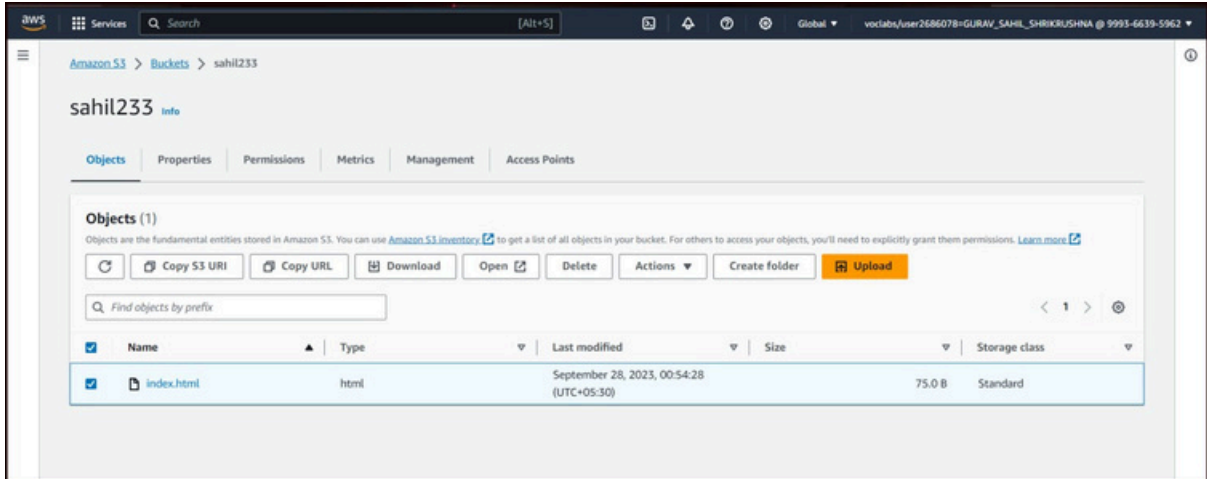 aws Services Search [Alt+S] Global voclabs/user2686078=GURAV_SAHIL_SHRIKRUSHNA @ 9993-6639-5962
Amazon S3 > Buckets > sahil233
sahil233 Info
Objects Properties Permissions Metrics Management Access Points
Objects (1)
Objects are the fundamental entities stored in Amazon S3. You can use Amazon S3 inventory to get a list of all objects in your bucket. For others to access your objects, you'll need to explicitly grant them permissions. Learn more
Copy S3 URI Copy URL Download Open Delete Actions Create folder Upload
Find objects by prefix < 1 >
Name Type Last modified Size Storage class
index.html html September 28, 2023, 00:54:28 75.0 B Standard
(UTC+05:30)